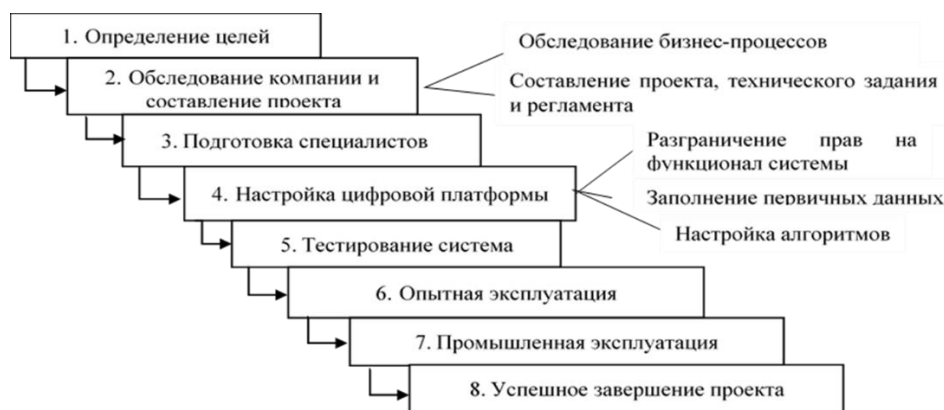 1. Определение целей
2. Обследование компании и
составление проекта
Обследование бизнес-процессов
Составление проекта, технического задания
и регламента
3. Подготовка специалистов
4. Настройка цифровой платформы
Разграничение прав на
функционал системы
Заполнение первичных данных
Настройка алгоритмов
5. Тестирование система
6. Опытная эксплуатация
7. Промышленная эксплуатация
8. Успешное завершение проекта